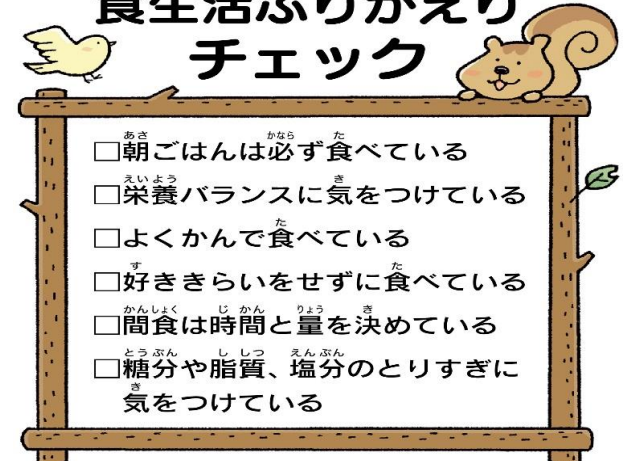 食生活ふりかえり
チェック
□朝ごはんは必ず食べている
□栄養バランスに気をつけている
□よくかんで食べている
□好ききらいをせずに食べている
□間食は時間と量を決めている
□糖分や脂質、塩分のとりすぎに
気をつけている